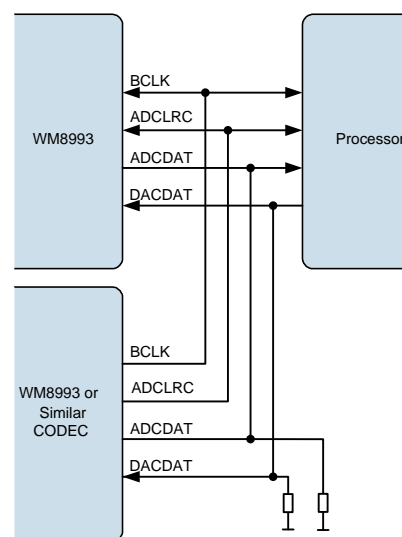 BCLK
ADCLRC
WM8993
Processor
ADCDAT
DACDAT
BCLK
ADCLRC
WM8993 or
Similar
CODEC
ADCDAT
DACDAT